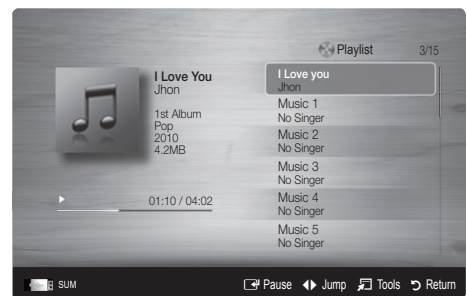 Playlist 3/15
I Love You
Jhon
1st Album
Pop
2010
4.2MB
01:10 / 04:02
I Love you
Jhon
Music 1
No Singer
Music 2
No Singer
Music 3
No Singer
Music 4
No Singer
Music 5
No Singer
SUM Pause Jump Tools Return